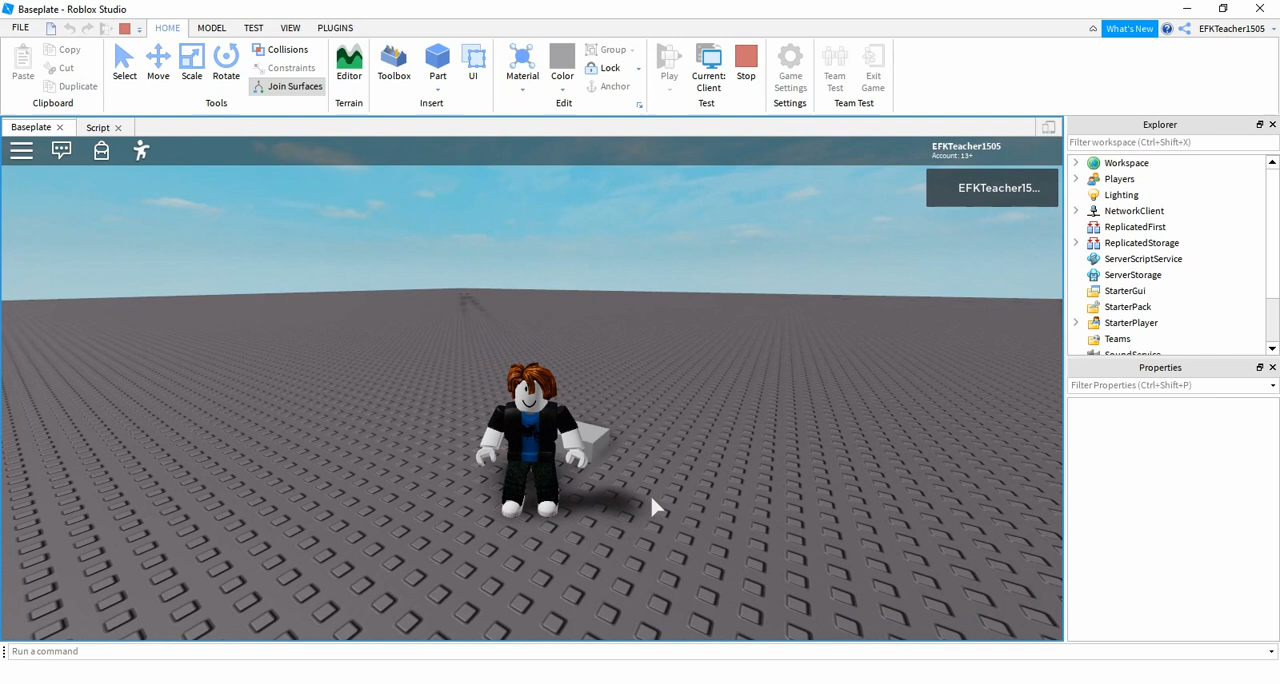 Baseplate - Roblox Studio
FILE HOME MODEL TEST VIEW PLUGINS What's New EFKTeacher1505
Paste Copy Cut Duplicate Clipboard
Select Move Scale Rotate Collisions Constraints Join Surfaces Tools
Editor Terrain
Toolbox Part UI Insert
Material Color Group Lock Anchor Edit
Play Current: Client Stop Test
Game Settings Settings
Team Test Exit Game Team Test
Baseplate Script
EFKTeacher1505
Account: 13+
EFKTeacher15...
Explorer
Filter workspace (Ctrl+Shift+X)
Workspace
Players
Lighting
NetworkClient
ReplicatedFirst
ReplicatedStorage
ServerScriptService
ServerStorage
StarterGui
StarterPack
StarterPlayer
Teams
SoundService
Properties
Filter Properties (Ctrl+Shift+P)
Run a command